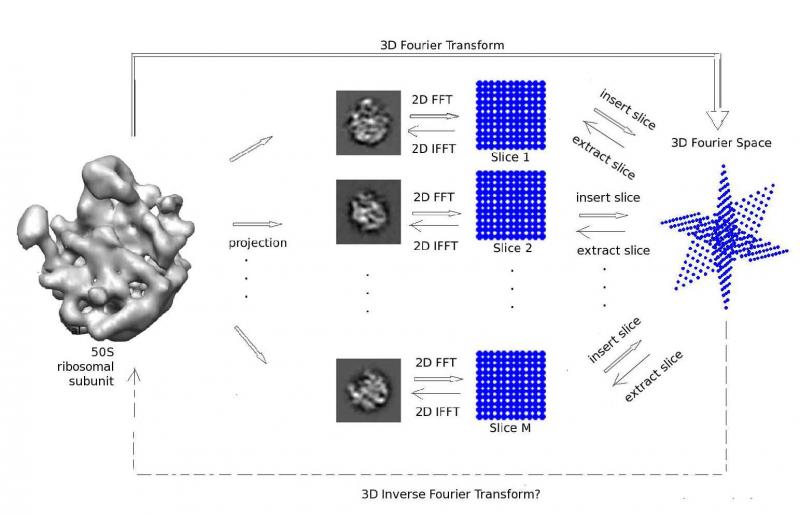 3D Fourier Transform
2D FFT
2D IFFT
Slice 1
insert slice
extract slice
3D Fourier Space
projection
2D FFT
2D IFFT
Slice 2
insert slice
extract slice
50S
ribosomal
subunit
2D FFT
2D IFFT
Slice M
insert slice
extract slice
3D Inverse Fourier Transform?